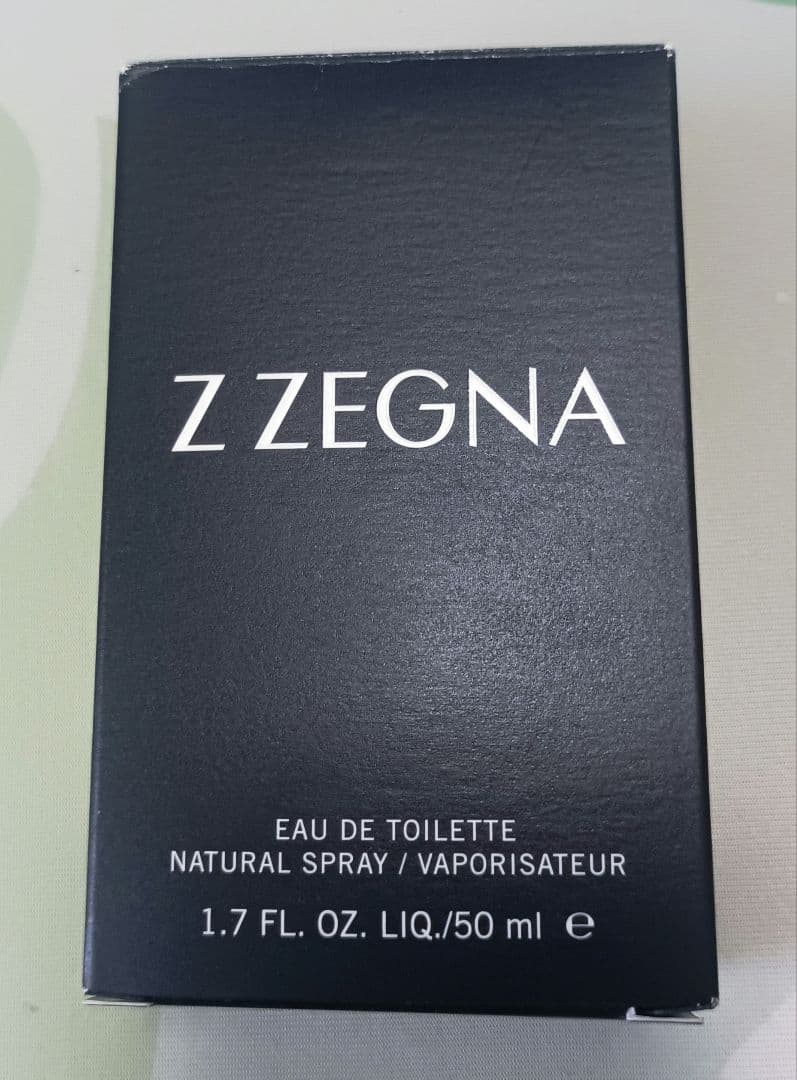 Z ZEGNA
EAU DE TOILETTE
NATURAL SPRAY / VAPORISATEUR
1.7 FL. OZ. LIQ./50 ml ℮